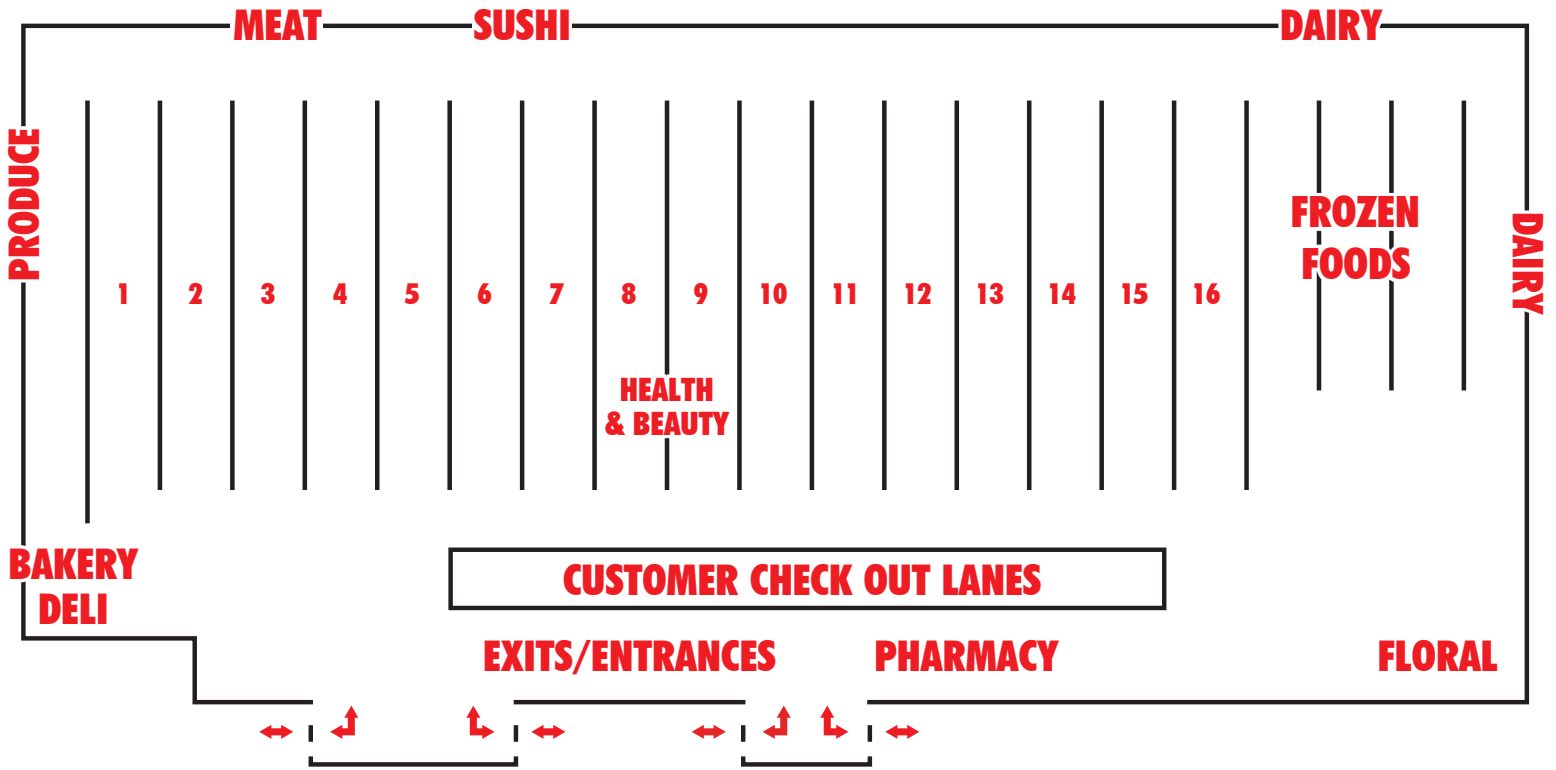 MEAT
SUSHI
DAIRY
PRODUCE
FROZEN
FOODS
DAIRY
1
2
3
4
5
6
7
8
9
10
11
12
13
14
15
16
HEALTH
& BEAUTY
BAKERY
DELI
CUSTOMER CHECK OUT LANES
EXITS/ENTRANCES
PHARMACY
FLORAL